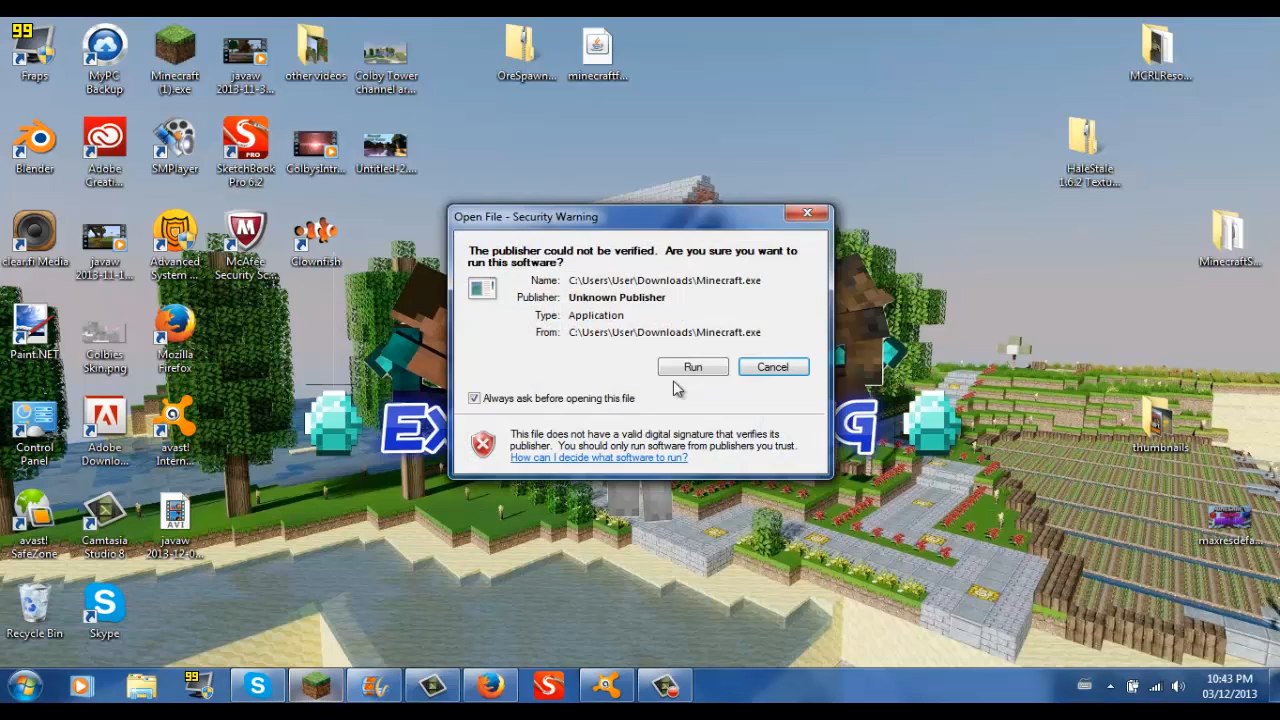 99
Fraps
MyPC
Backup
Minecraft
(1).exe
javaw
2013-11-3...
other videos
Colby Tower
channel ar...
OreSpawn...
minecraftf...
MCRLReso...
Blender
Adobe
Creati...
SMPlayer
SketchBook
Pro 6.2
PRO
ColbysIntr...
Untitled-2....
HaleStale
1.6.2 Textu...
clear.fi Media
javaw
2013-11-1...
Advanced
System ...
McAfee
Security Sc...
Clownfish
MinecraftS...
Paint.NET
Colbies
Skin.png
Mozilla
Firefox
Control
Panel
Adobe
Downlo...
avast!
Intern...
thumbnails
avast!
SafeZone
Camtasia
Studio 8
AVI
javaw
2013-12-0...
maxresdefa...
Recycle Bin
Skype
Open File - Security Warning
The publisher could not be verified.  Are you sure you want to
run this software?
Name: C:\Users\User\Downloads\Minecraft.exe
Publisher: Unknown Publisher
Type: Application
From: C:\Users\User\Downloads\Minecraft.exe
Run Cancel
Always ask before opening this file
This file does not have a valid digital signature that verifies its
publisher.  You should only run software from publishers you trust.
How can I decide what software to run?
EX
G
99
10:43 PM
03/12/2013